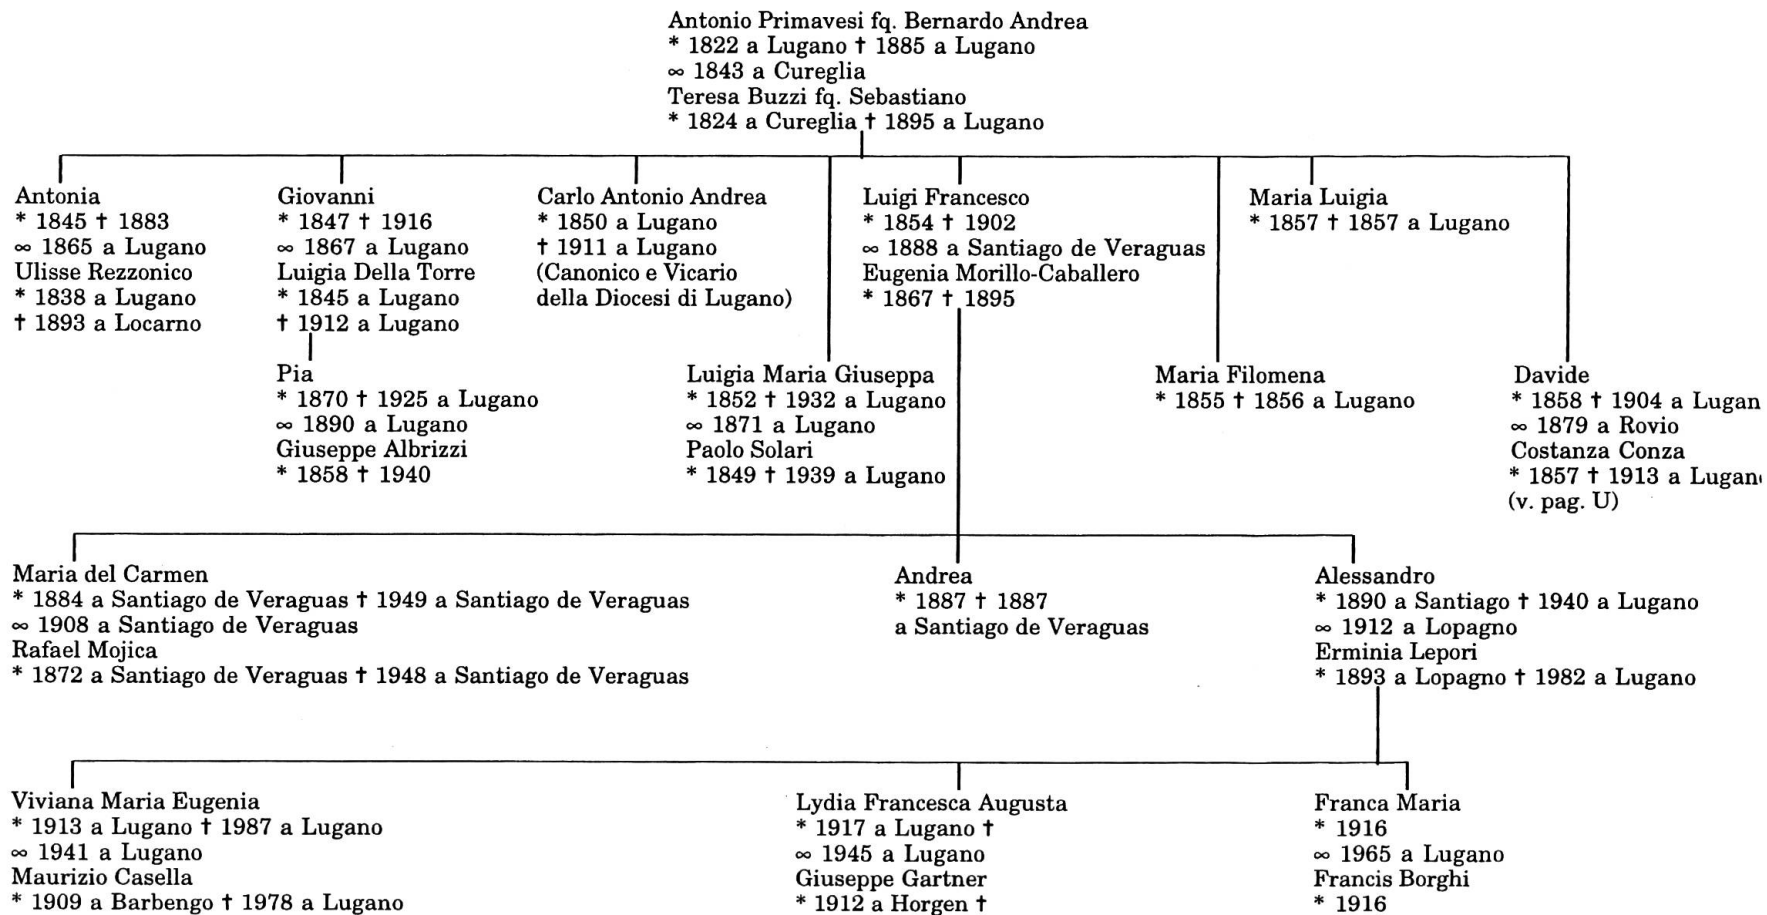 Antonio Primavesi fq. Bernardo Andrea
* 1822 a Lugano † 1885 a Lugano
∞ 1843 a Cureglia
Teresa Buzzi fq. Sebastiano
* 1824 a Cureglia † 1895 a Lugano
Antonia
* 1845 † 1883
∞ 1865 a Lugano
Ulisse Rezzonico
* 1838 a Lugano
† 1893 a Locarno
Giovanni
* 1847 † 1916
∞ 1867 a Lugano
Luigia Della Torre
* 1845 a Lugano
† 1912 a Lugano
Carlo Antonio Andrea
* 1850 a Lugano
† 1911 a Lugano
(Canonico e Vicario
della Diocesi di Lugano)
Luigi Francesco
* 1854 † 1902
∞ 1888 a Santiago de Veraguas
Eugenia Morillo-Caballero
* 1867 † 1895
Maria Luigia
* 1857 † 1857 a Lugano
Pia
* 1870 † 1925 a Lugano
∞ 1890 a Lugano
Giuseppe Albrizzi
* 1858 † 1940
Luigia Maria Giuseppa
* 1852 † 1932 a Lugano
∞ 1871 a Lugano
Paolo Solari
* 1849 † 1939 a Lugano
Maria Filomena
* 1855 † 1856 a Lugano
Davide
* 1858 † 1904 a Lugan
∞ 1879 a Rovio
Costanza Conza
* 1857 † 1913 a Lugan
(v. pag. U)
Maria del Carmen
* 1884 a Santiago de Veraguas † 1949 a Santiago de Veraguas
∞ 1908 a Santiago de Veraguas
Rafael Mojica
* 1872 a Santiago de Veraguas † 1948 a Santiago de Veraguas
Andrea
* 1887 † 1887
a Santiago de Veraguas
Alessandro
* 1890 a Santiago † 1940 a Lugano
∞ 1912 a Lopagno
Erminia Lepori
* 1893 a Lopagno † 1982 a Lugano
Viviana Maria Eugenia
* 1913 a Lugano † 1987 a Lugano
∞ 1941 a Lugano
Maurizio Casella
* 1909 a Barbengo † 1978 a Lugano
Lydia Francesca Augusta
* 1917 a Lugano †
∞ 1945 a Lugano
Giuseppe Gartner
* 1912 a Horgen †
Franca Maria
* 1916
∞ 1965 a Lugano
Francis Borghi
* 1916